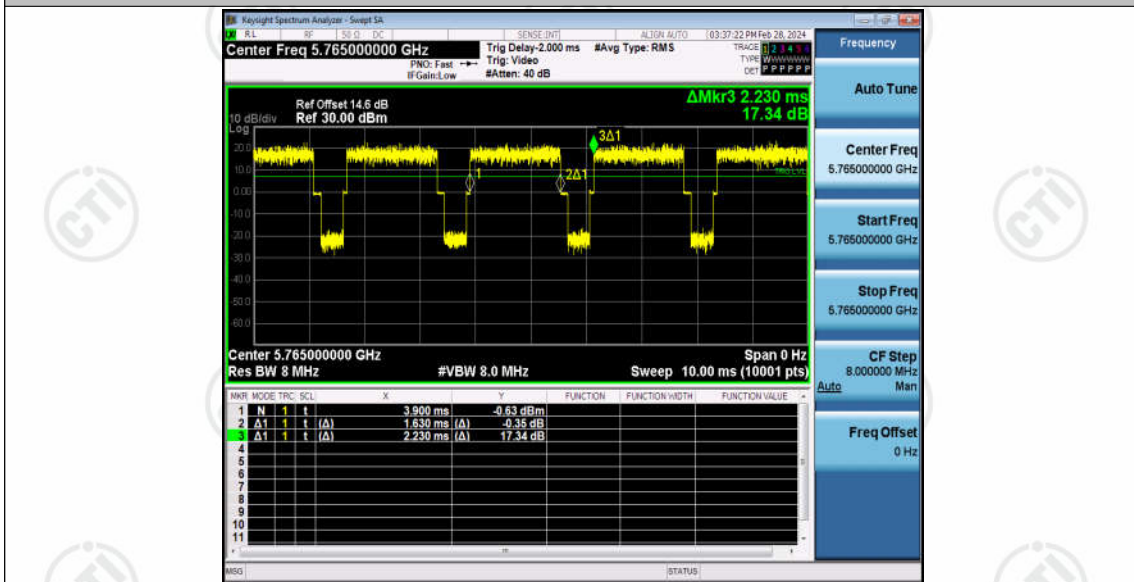 Keysight Spectrum Analyzer - Swept SA
RL RF 50 Ω DC SENSE:INT ALIGN AUTO 03:37:22 PM Feb 28, 2024
Center Freq 5.765000000 GHz
Trig Delay-2.000 ms #Avg Type: RMS
TRACE 1 2 3 4 5 6
PNO: Fast Trig: Video
TYPE WWWWWW
IFGain:Low #Atten: 40 dB
DET P P P P P P
Frequency
ΔMkr3 2.230 ms
17.34 dB
Ref Offset 14.6 dB
10 dB/div Ref 30.00 dBm
Log
20.0
10.0
0.00
-10.0
-20.0
-30.0
-40.0
-50.0
-60.0
1
2Δ1
3Δ1
TRIG LVL
Center 5.765000000 GHz Span 0 Hz
Res BW 8 MHz #VBW 8.0 MHz Sweep 10.00 ms (10001 pts)
MKR MODE TRC SCL X Y FUNCTION FUNCTION WIDTH FUNCTION VALUE
1 N 1 t 3.900 ms -0.63 dBm
2 Δ1 1 t (Δ) 1.630 ms (Δ) -0.35 dB
3 Δ1 1 t (Δ) 2.230 ms (Δ) 17.34 dB
4
5
6
7
8
9
10
11
MSG STATUS
Auto Tune
Center Freq
5.765000000 GHz
Start Freq
5.765000000 GHz
Stop Freq
5.765000000 GHz
CF Step
8.000000 MHz
Auto Man
Freq Offset
0 Hz
CTI
CTI